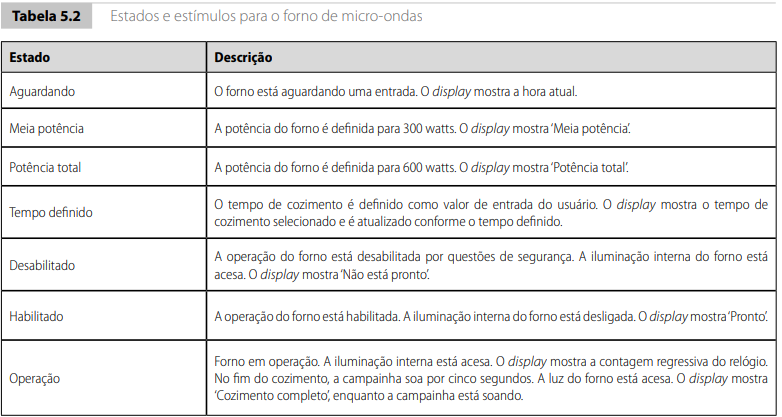 Tabela 5.2 Estados e estímulos para o forno de micro-ondas
Estado Descrição
Aguardando O forno está aguardando uma entrada. O display mostra a hora atual.
Meia potência A potência do forno é definida para 300 watts. O display mostra ‘Meia potência’.
Potência total A potência do forno é definida para 600 watts. O display mostra ‘Potência total’.
Tempo definido O tempo de cozimento é definido como valor de entrada do usuário. O display mostra o tempo de
cozimento selecionado e é atualizado conforme o tempo definido.
Desabilitado A operação do forno está desabilitada por questões de segurança. A iluminação interna do forno está
acesa. O display mostra ‘Não está pronto’.
Habilitado A operação do forno está habilitada. A iluminação interna do forno está desligada. O display mostra ‘Pronto’.
Operação Forno em operação. A iluminação interna está acesa. O display mostra a contagem regressiva do relógio.
No fim do cozimento, a campainha soa por cinco segundos. A luz do forno está acesa. O display mostra
‘Cozimento completo’, enquanto a campainha está soando.